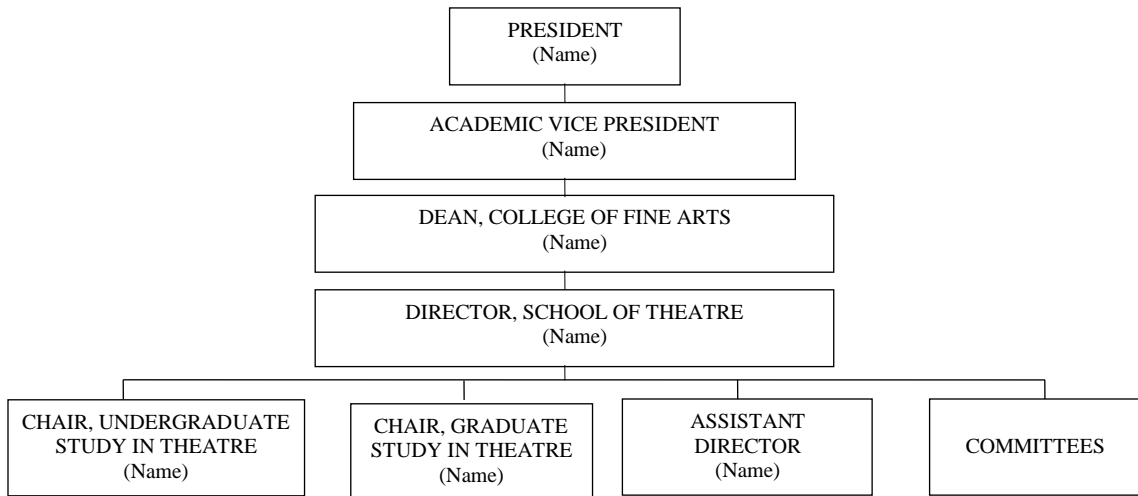 PRESIDENT
(Name)
ACADEMIC VICE PRESIDENT
(Name)
DEAN, COLLEGE OF FINE ARTS
(Name)
DIRECTOR, SCHOOL OF THEATRE
(Name)
CHAIR, UNDERGRADUATE
STUDY IN THEATRE
(Name)
CHAIR, GRADUATE
STUDY IN THEATRE
(Name)
ASSISTANT
DIRECTOR
(Name)
COMMITTEES